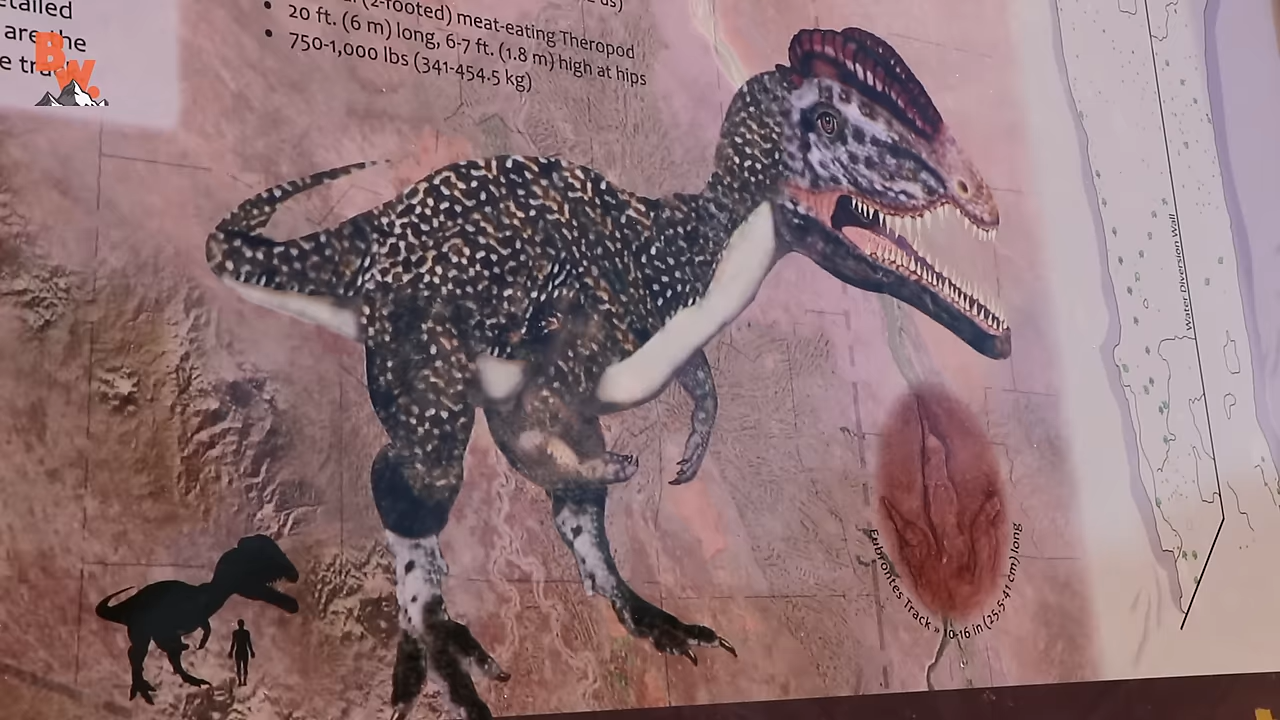 etailed
are the
e track
(2-footed) meat-eating Theropod
• 20 ft. (6 m) long, 6-7 ft. (1.8 m) high at hips
• 750-1,000 lbs (341-454.5 kg)
BW.
Water Diversion Wall
Eubrontes Track » 10-16 in (25.5-41 cm) long